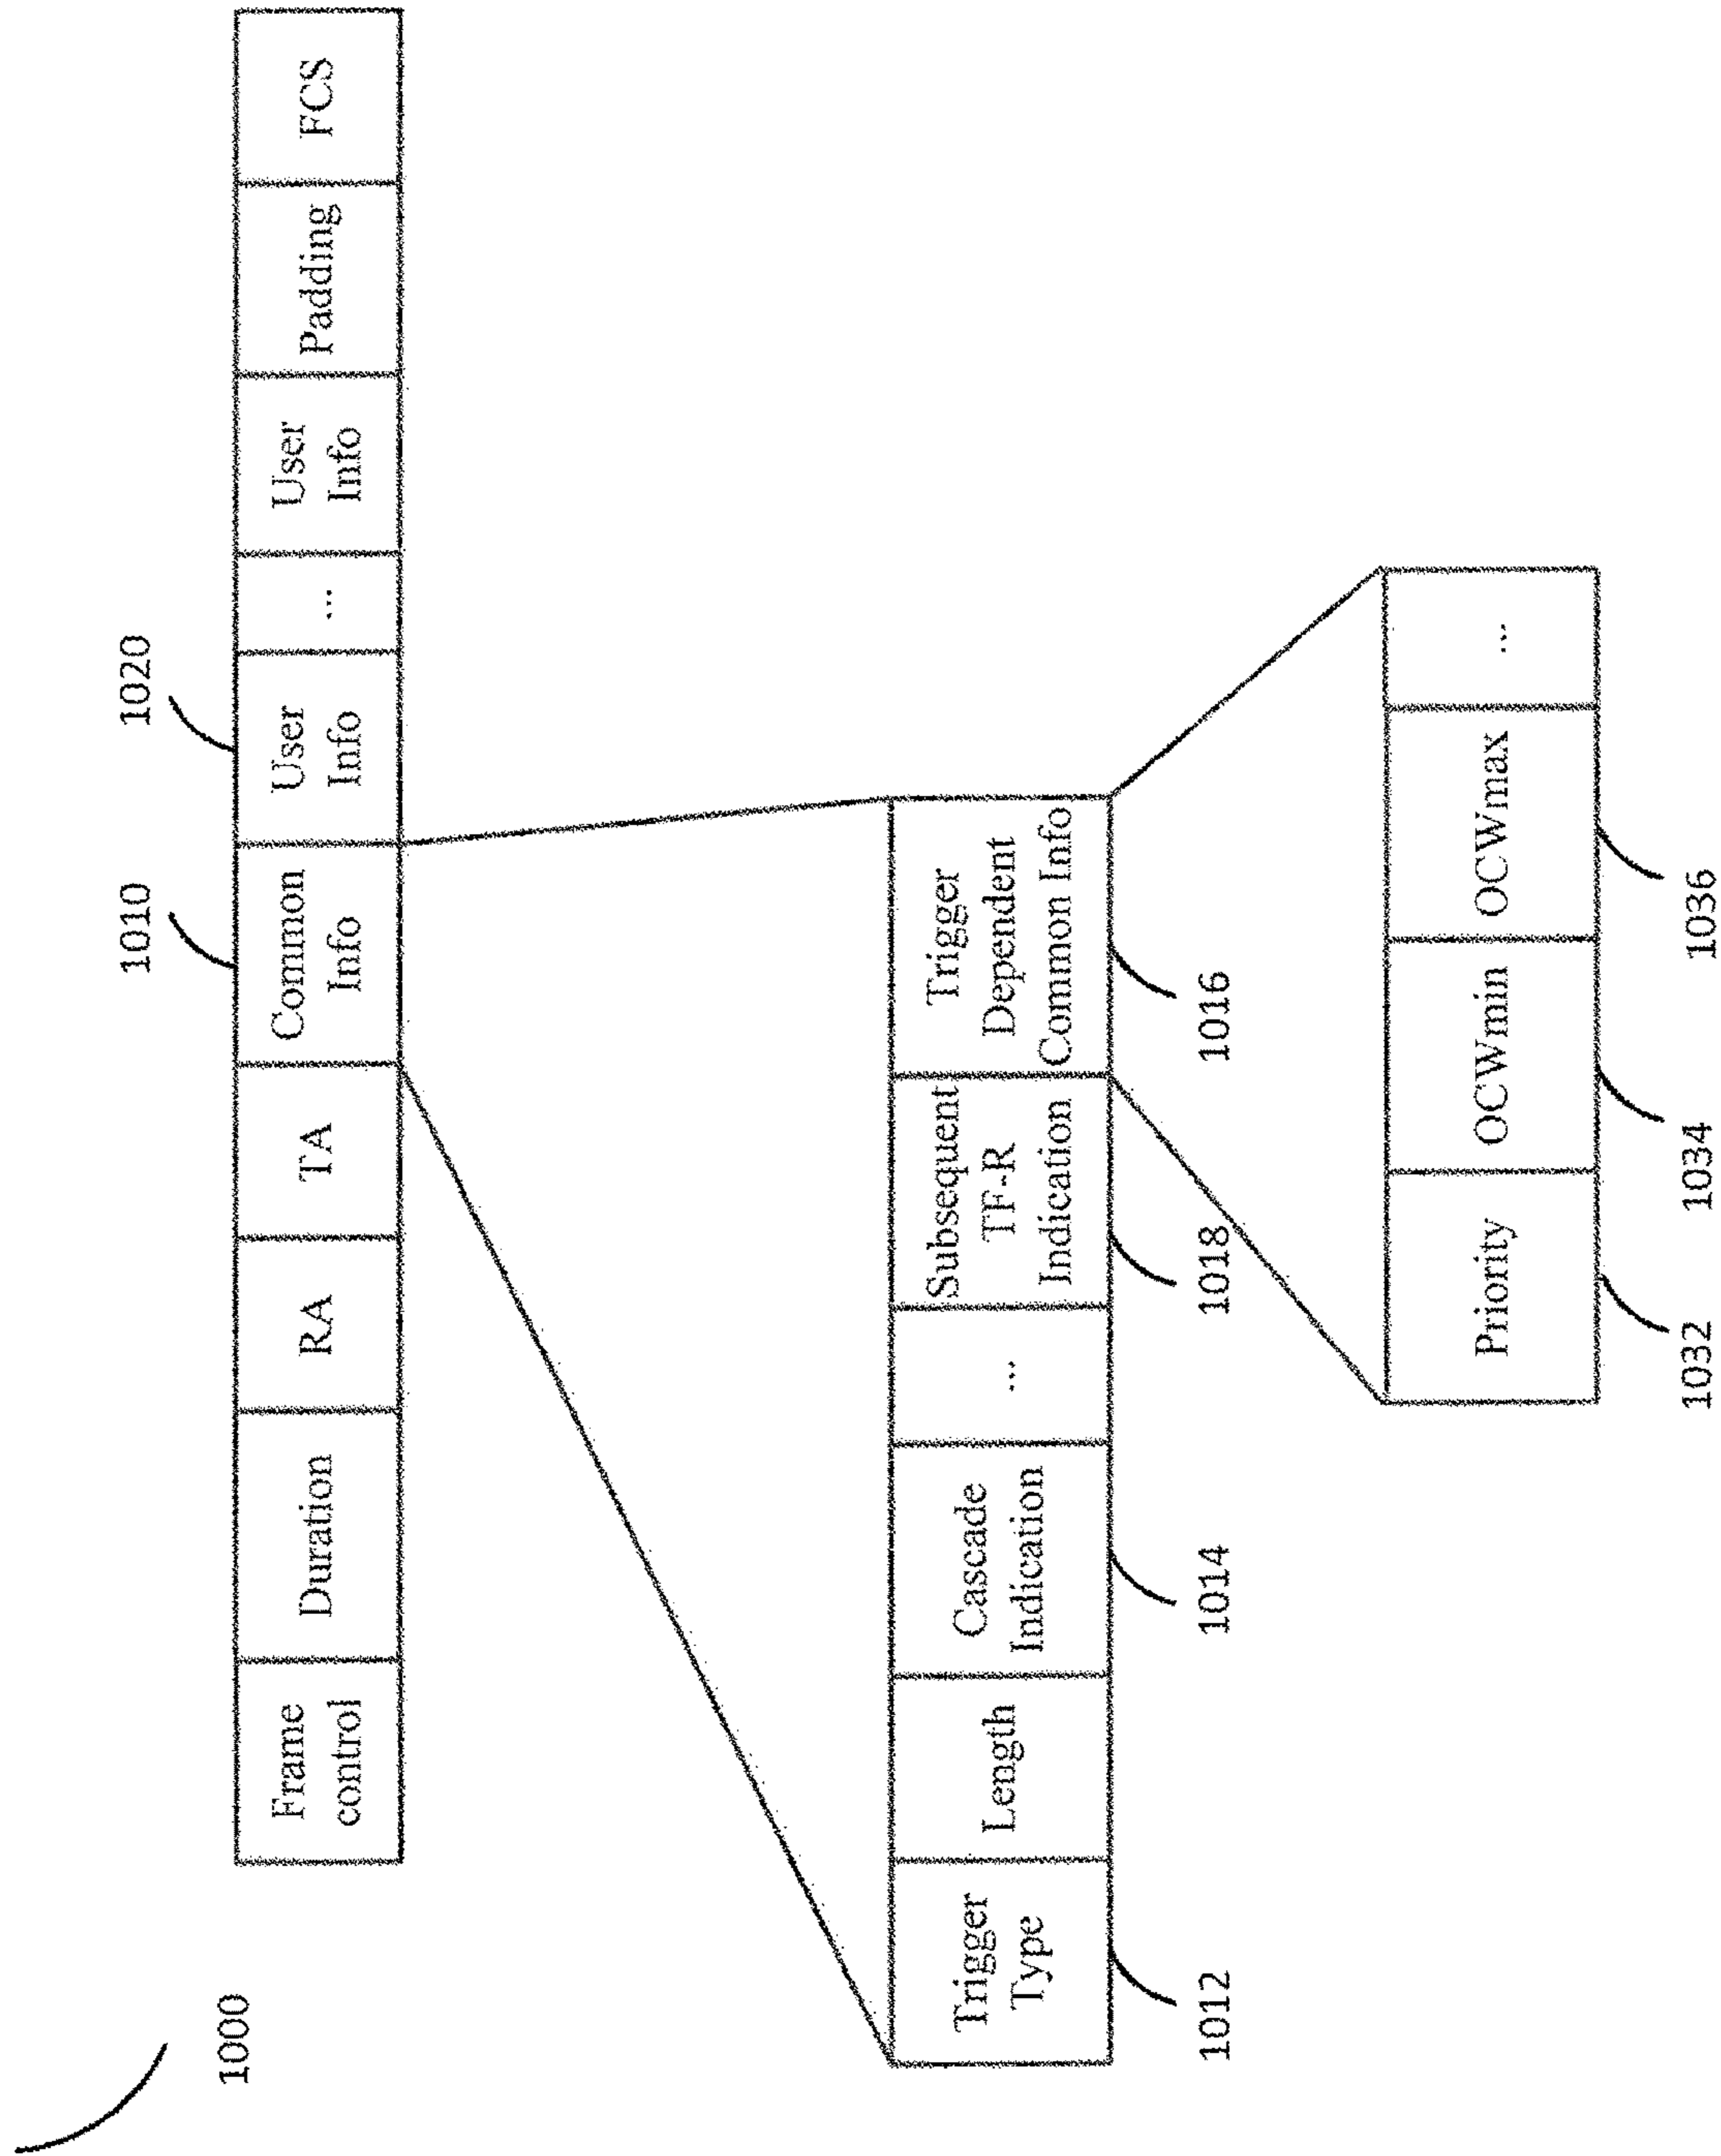 1000
1010
1020
Frame
control
Duration
RA
TA
Common
Info
User
Info
...
User
Info
Padding
FCS
Trigger
Type
Length
Cascade
Indication
...
Subsequent
TF-R
Indication
Trigger
Dependent
Common Info
1012
1014
1018
1016
Priority
OCWmin
OCWmax
...
1032
1034
1036